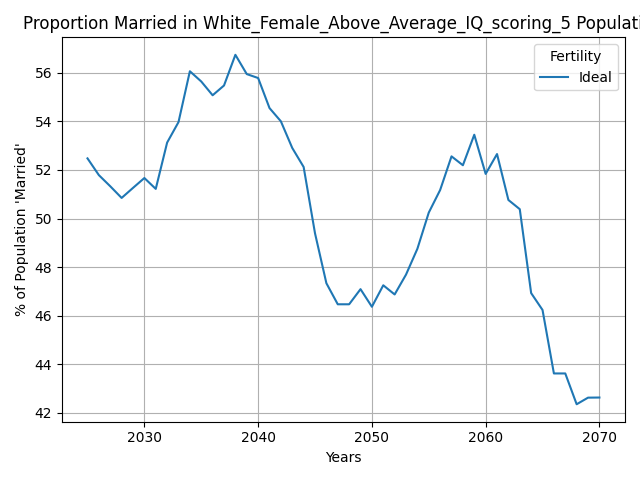 Proportion Married in White_Female_Above_Average_IQ_scoring_5 Populati
Fertility
Ideal
% of Population 'Married'
56
54
52
50
48
46
44
42
2030 2040 2050 2060 2070
Years